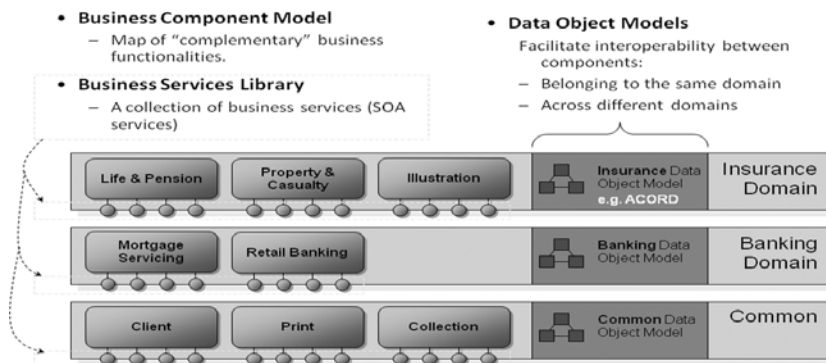 • Business Component Model
– Map of “complementary” business
functionalities.
• Business Services Library
– A collection of business services (SOA
services)
• Data Object Models
Facilitate interoperability between
components:
– Belonging to the same domain
– Across different domains
Life & Pension
Property &
Casualty
Illustration
Insurance Data
Object Model
e.g. ACORD
Insurance
Domain
Mortgage
Servicing
Retail Banking
Banking Data
Object Model
Banking
Domain
Client
Print
Collection
Common Data
Object Model
Common